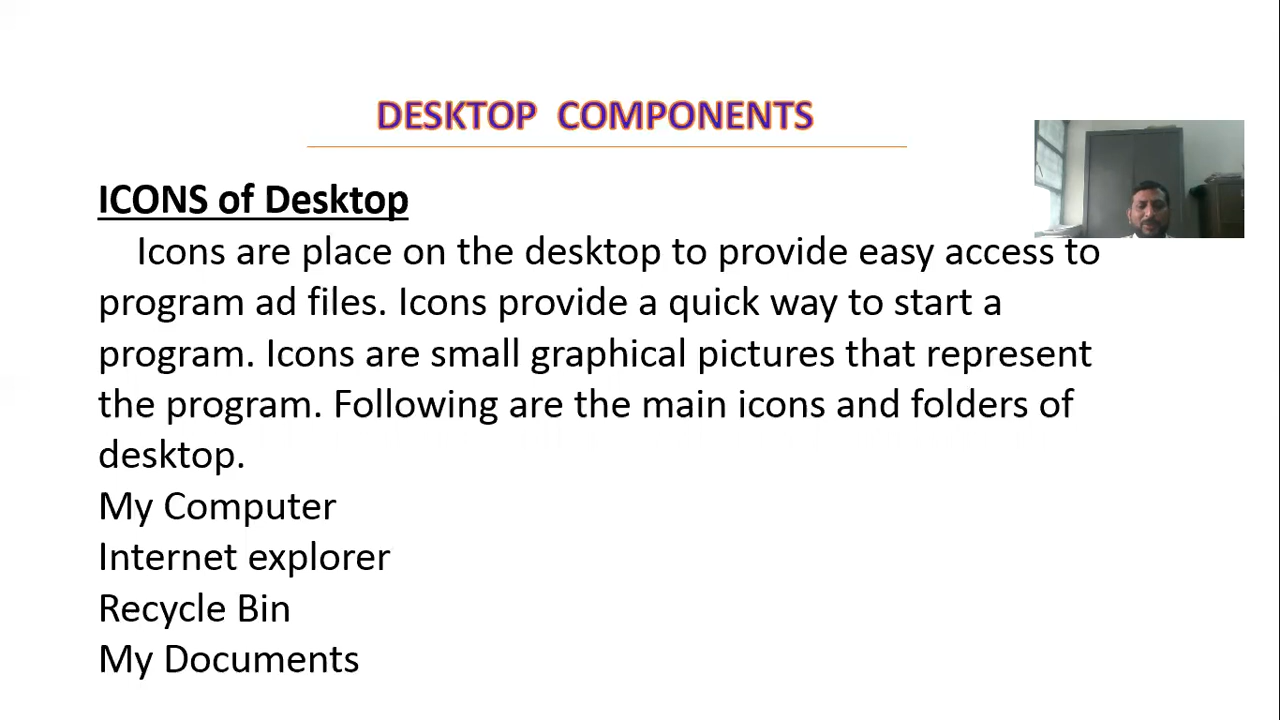 DESKTOP COMPONENTS
ICONS of Desktop
Icons are place on the desktop to provide easy access to
program ad files. Icons provide a quick way to start a
program. Icons are small graphical pictures that represent
the program. Following are the main icons and folders of
desktop.
My Computer
Internet explorer
Recycle Bin
My Documents